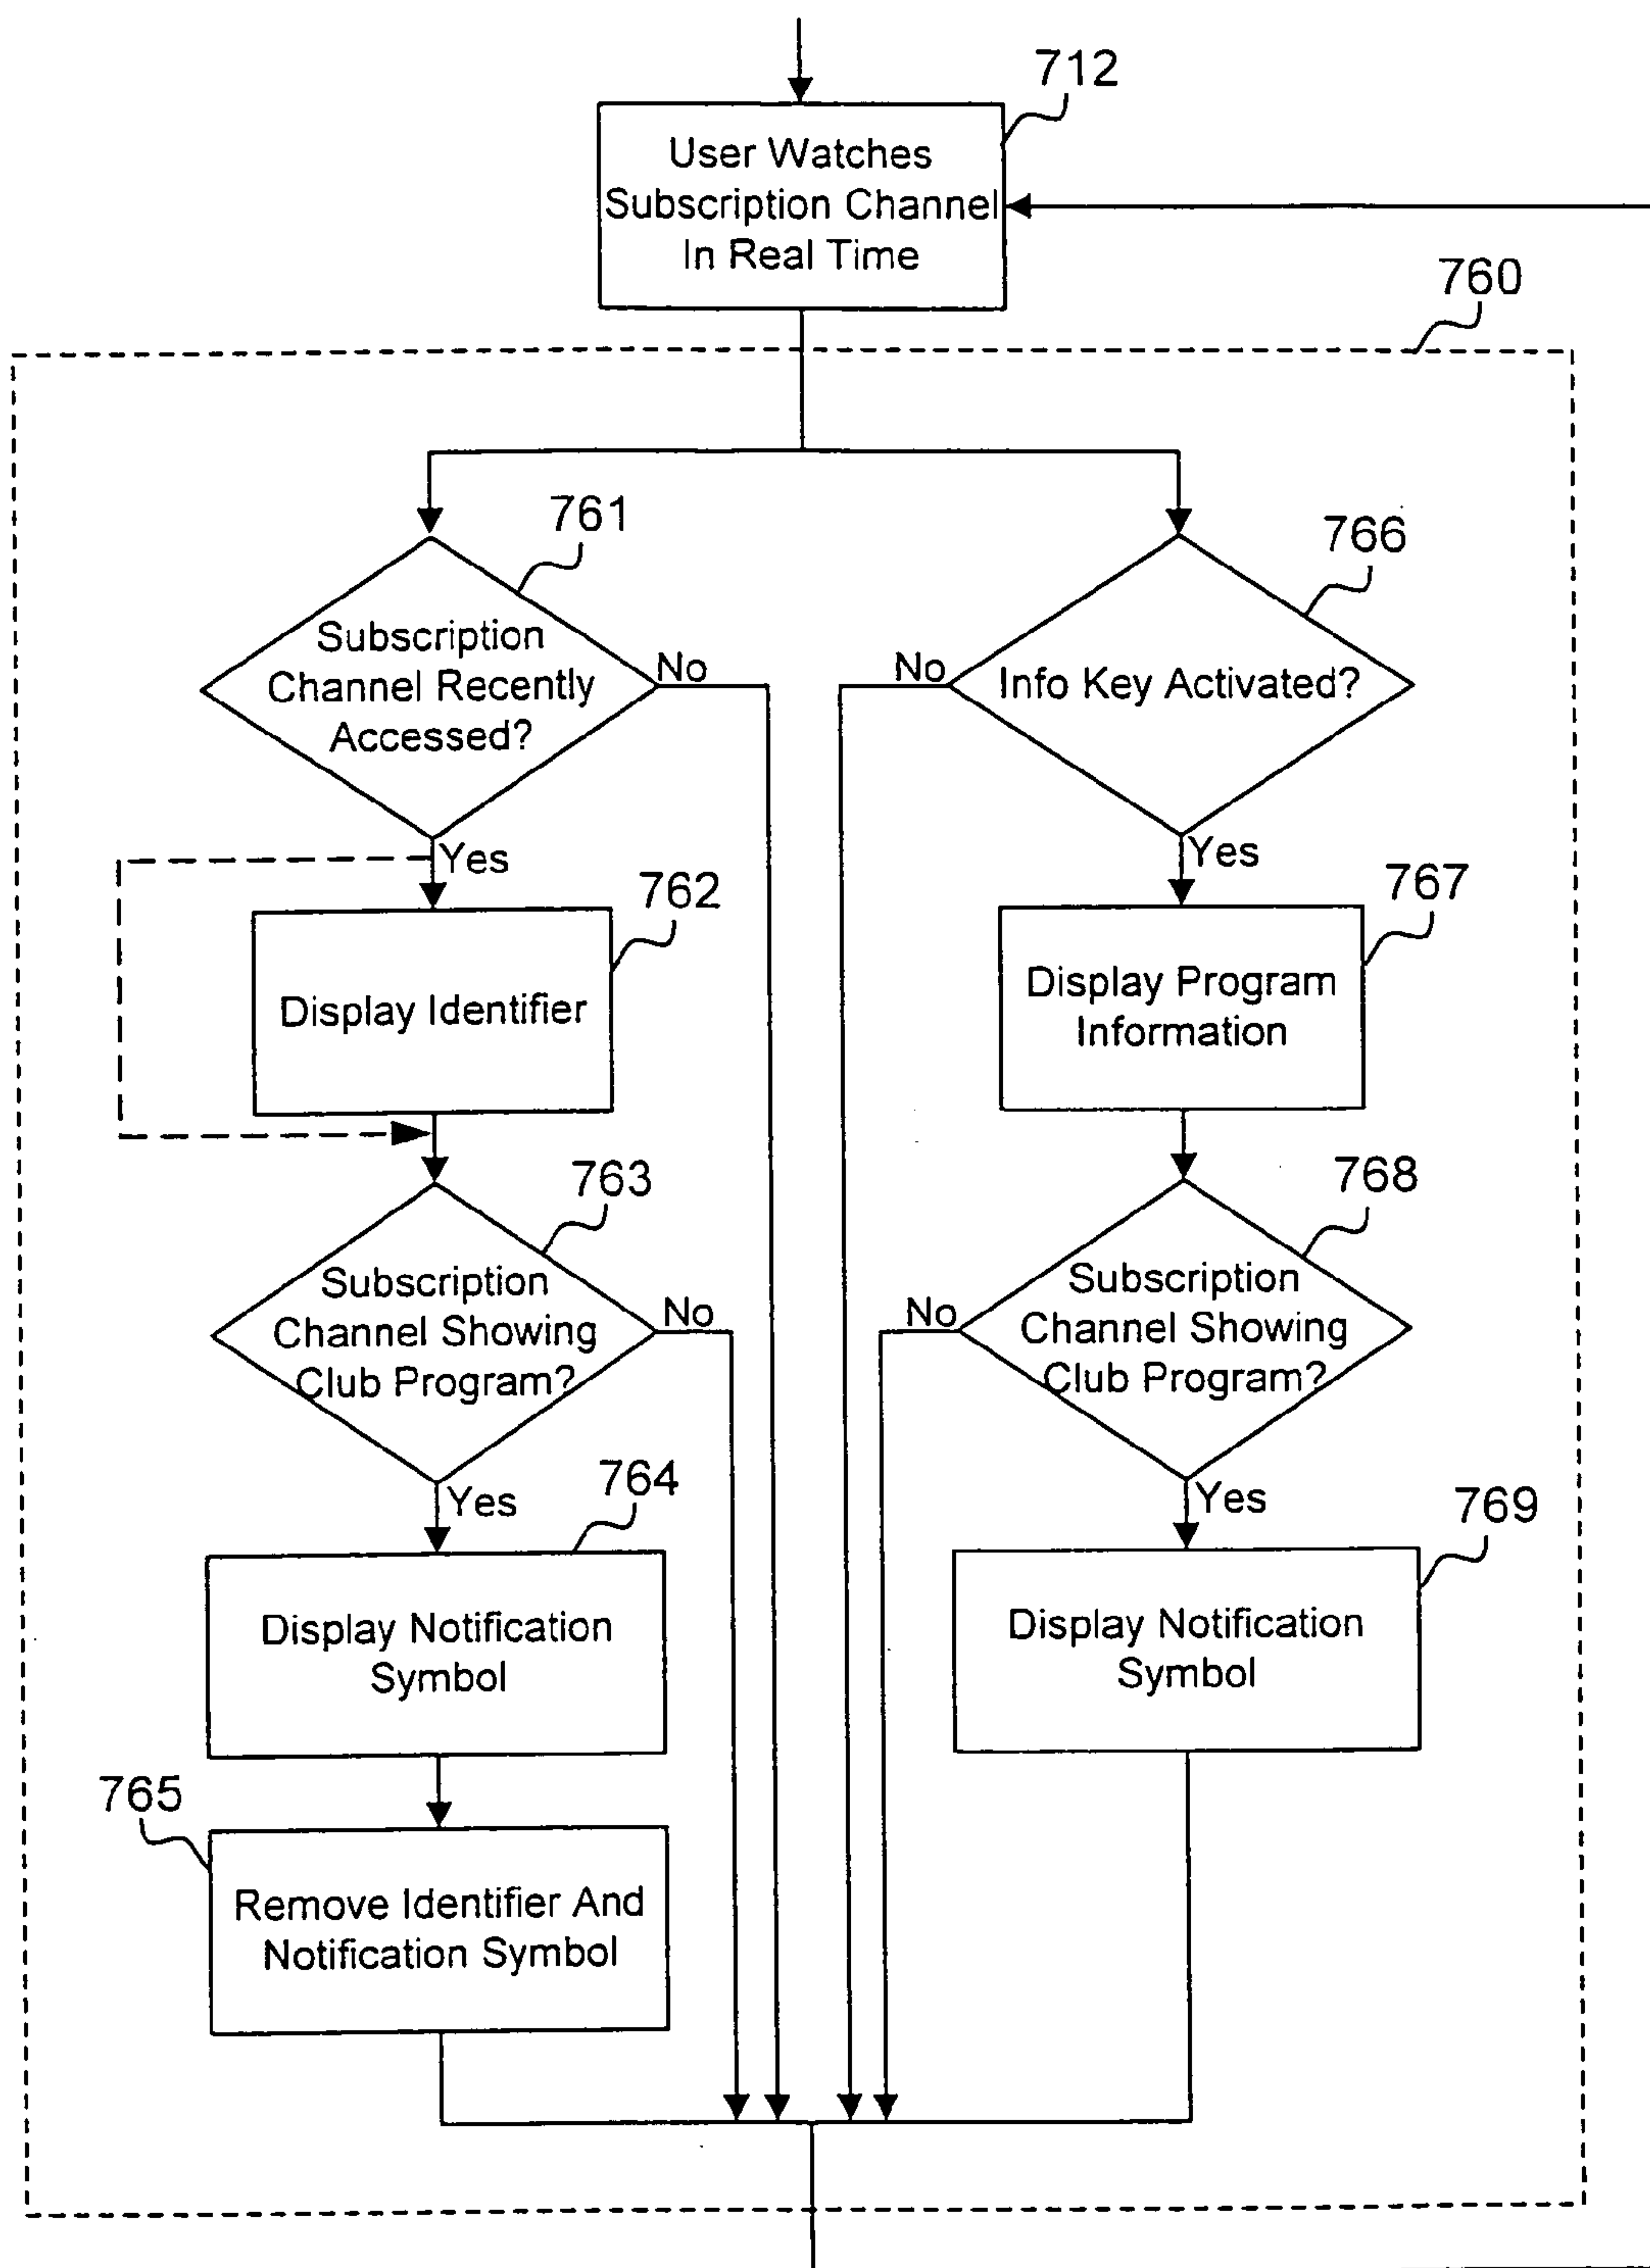 712
User Watches
Subscription Channel
In Real Time
760
761
Subscription
Channel Recently
Accessed?
No
Yes
762
Display Identifier
763
Subscription
Channel Showing
Club Program?
No
Yes
764
Display Notification
Symbol
765
Remove Identifier And
Notification Symbol
766
Info Key Activated?
No
Yes
767
Display Program
Information
768
Subscription
Channel Showing
Club Program?
No
Yes
769
Display Notification
Symbol